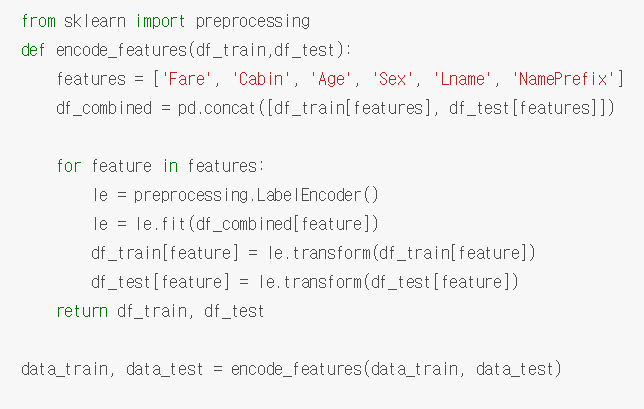 from sklearn import preprocessing
def encode_features(df_train,df_test):
    features = ['Fare', 'Cabin', 'Age', 'Sex', 'Lname', 'NamePrefix']
    df_combined = pd.concat([df_train[features], df_test[features]])

    for feature in features:
        le = preprocessing.LabelEncoder()
        le = le.fit(df_combined[feature])
        df_train[feature] = le.transform(df_train[feature])
        df_test[feature] = le.transform(df_test[feature])
    return df_train, df_test

data_train, data_test = encode_features(data_train, data_test)